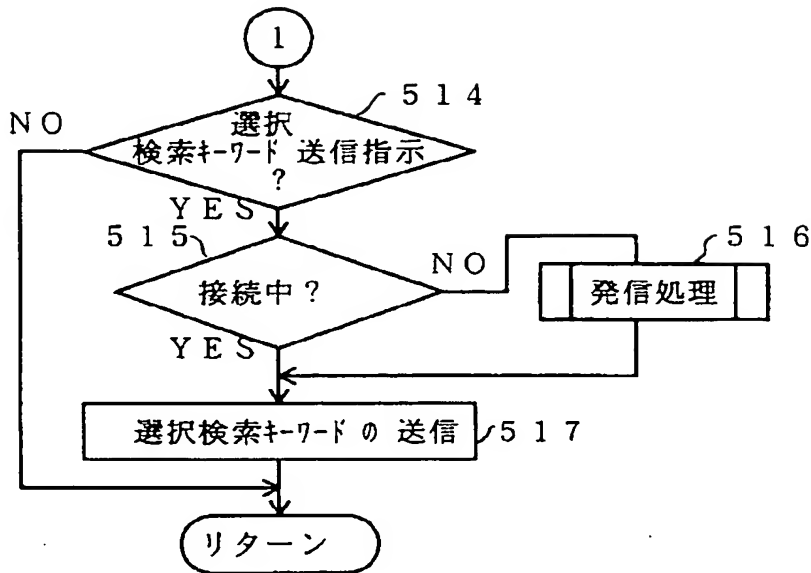 1
514
NO
選択
検索キーワード 送信指示
?
YES
515
NO
516
接続中?
発信処理
YES
選択検索キーワード の 送信
517
リターン